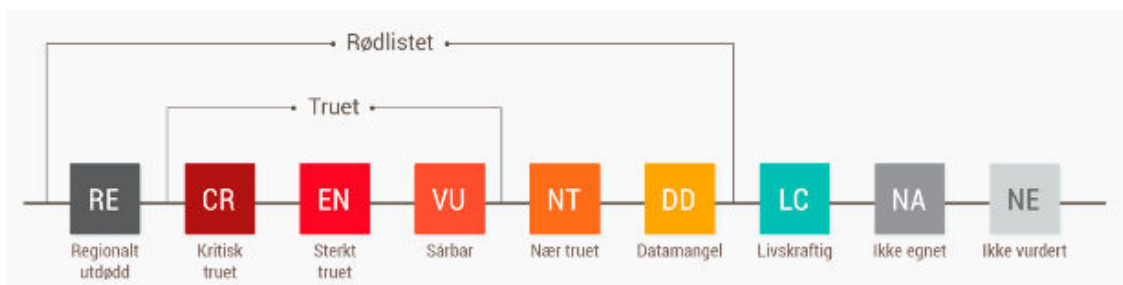 Rødlistet
Truet
RE CR EN VU NT DD LC NA NE
Regionalt Kritisk Sterkt Sårbar Nær truet Datamangel Livskraftig Ikke egnet Ikke vurdert
utdødd truet truet